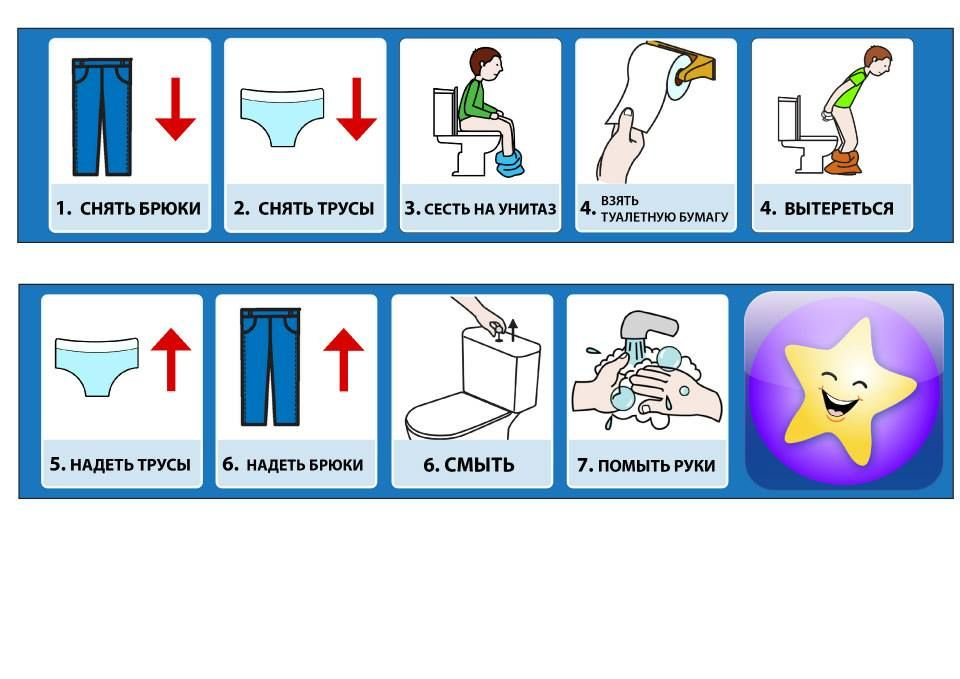 1. СНЯТЬ БРЮКИ
2. СНЯТЬ ТРУСЫ
3. СЕСТЬ НА УНИТАЗ
4. ВЗЯТЬ
ТУАЛЕТНУЮ БУМАГУ
4. ВЫТЕРЕТЬСЯ
5. НАДЕТЬ ТРУСЫ
6. НАДЕТЬ БРЮКИ
6. СМЫТЬ
7. ПОМЫТЬ РУКИ